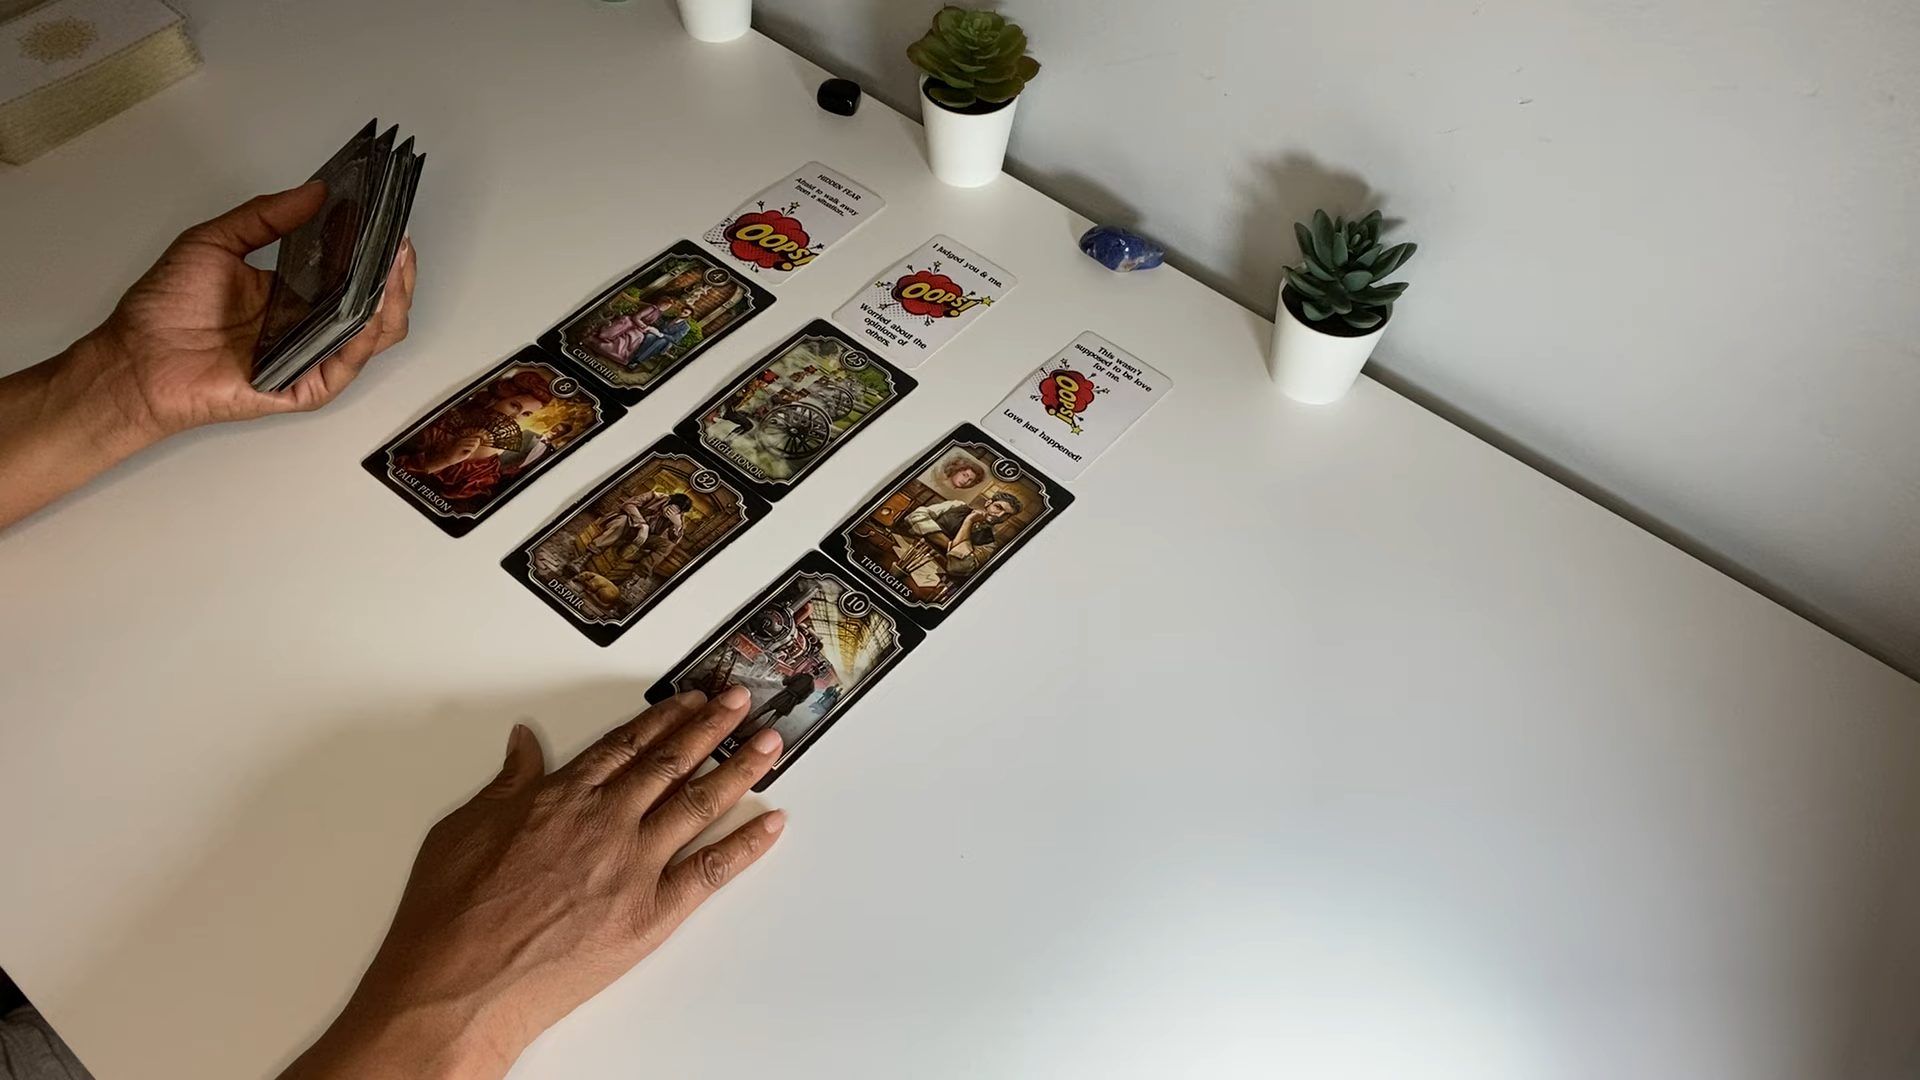 HIDDEN FEAR
Afraid to walk away
from a situation.
OOPS!
4
COURTSHIP
8
FALSE PERSON
I judged you & me.
OOPS!
Worried about the
opinions of
others.
25
HIGH HONOR
32
DESPAIR
This wasn't
supposed to be love
for me.
OOPS!
Love just happened!
16
THOUGHTS
10
EY